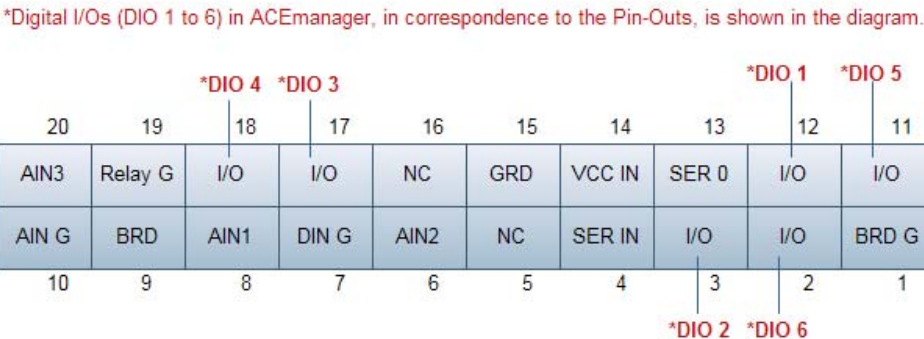 *Digital I/Os (DIO 1 to 6) in ACEmanager, in correspondence to the Pin-Outs, is shown in the diagram.
*DIO 4 *DIO 3 *DIO 1 *DIO 5
20 19 18 17 16 15 14 13 12 11
AIN3 Relay G I/O I/O NC GRD VCC IN SER 0 I/O I/O
AIN G BRD AIN1 DIN G AIN2 NC SER IN I/O I/O BRD G
10 9 8 7 6 5 4 3 2 1
*DIO 2 *DIO 6